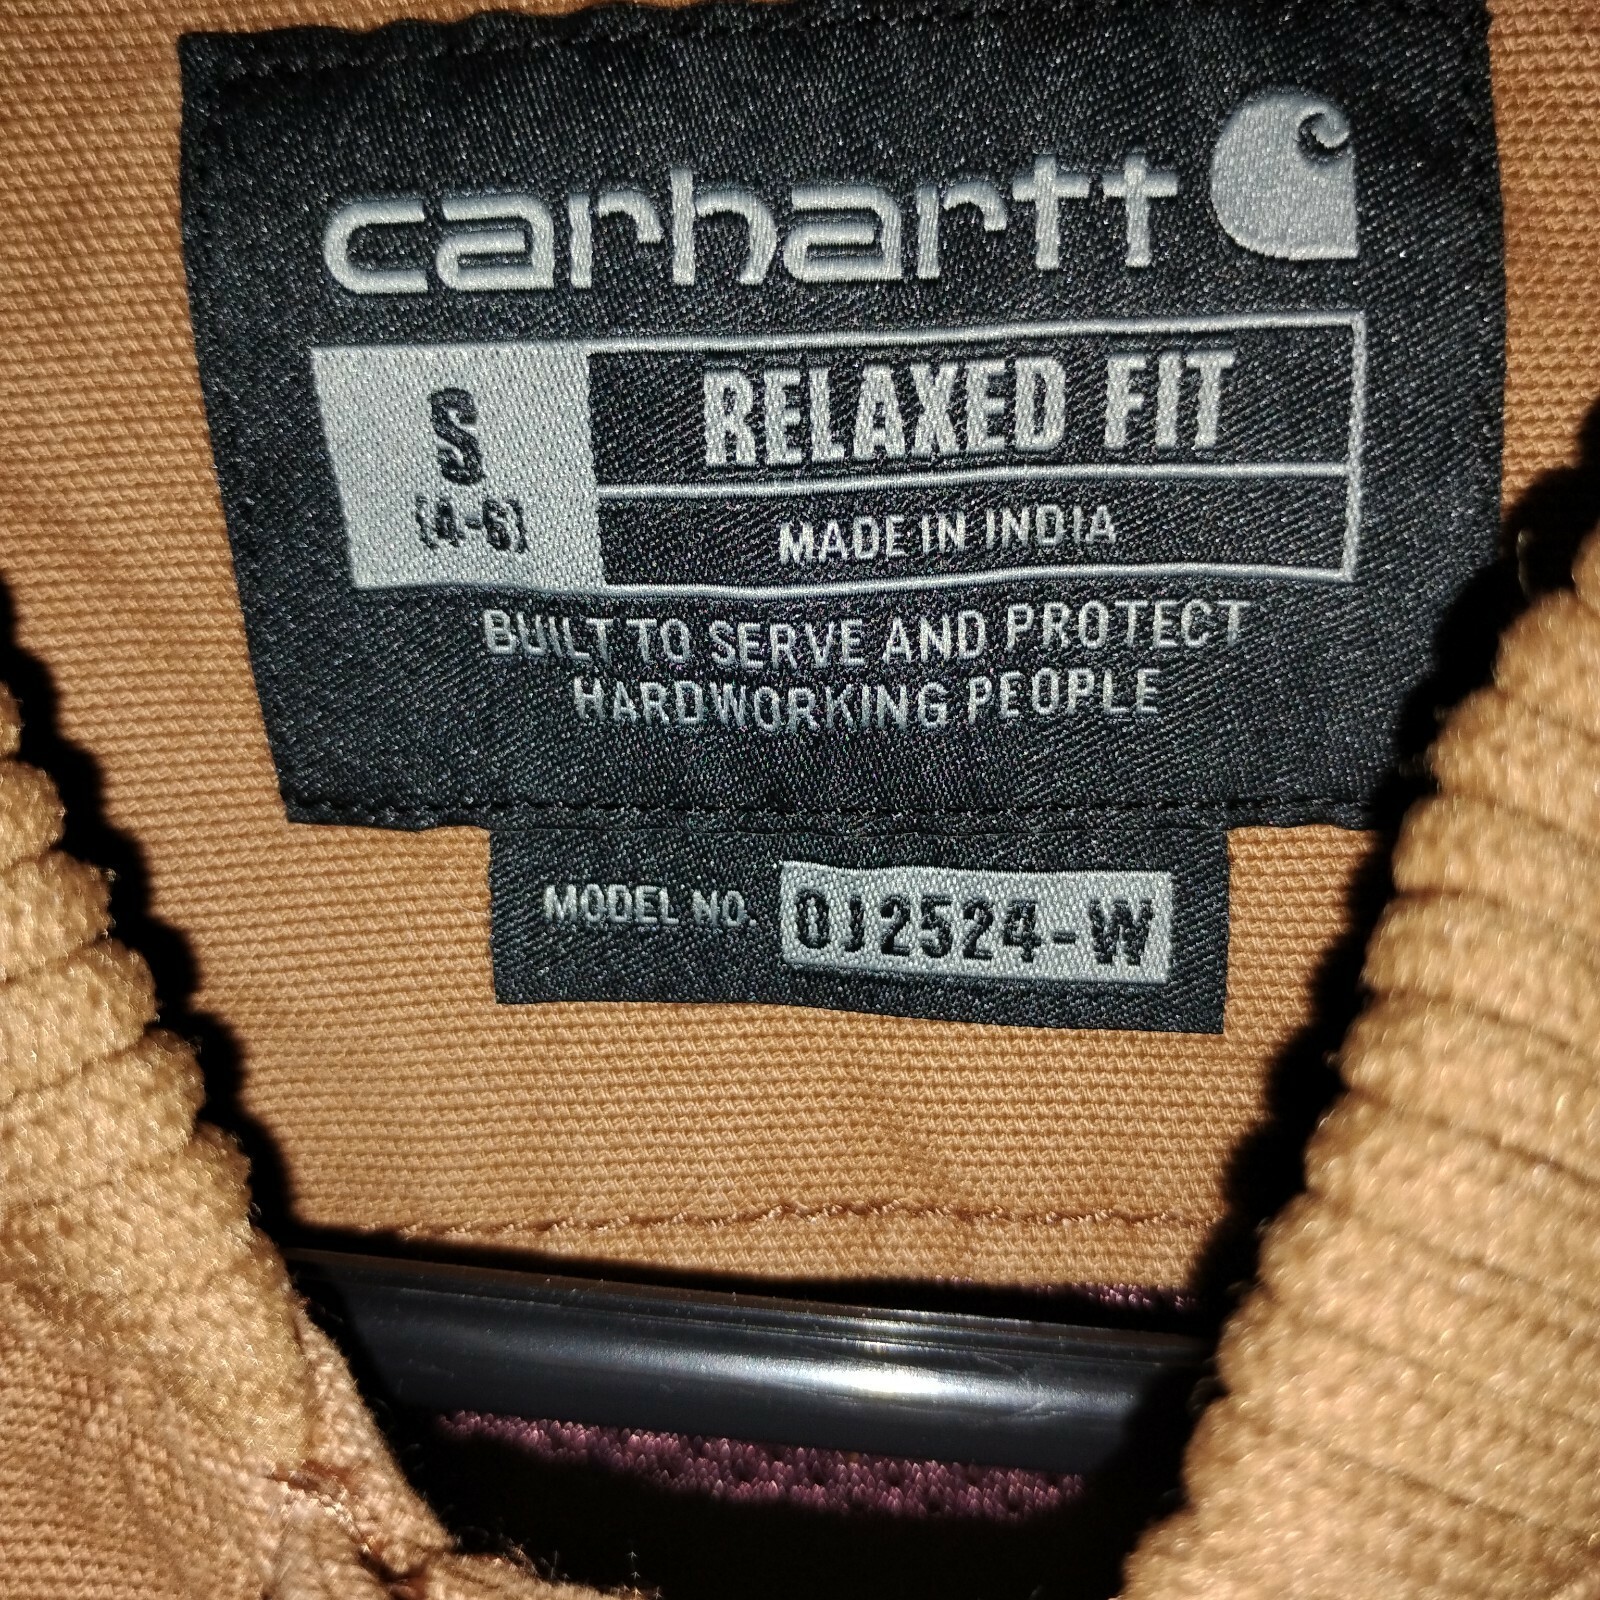 carhartt
S
(4-6)
RELAXED FIT
MADE IN INDIA
BUILT TO SERVE AND PROTECT
HARDWORKING PEOPLE
MODEL NO. OJ2524-W